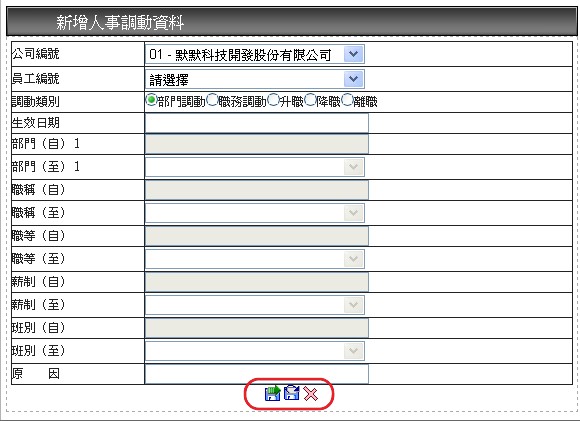 新增人事調動資料
公司編號 01 - 默默科技開發股份有限公司
員工編號 請選擇
調動類別 部門調動 職務調動 升職 降職 離職
生效日期
部門（自）1
部門（至）1
職稱（自）
職稱（至）
職等（自）
職等（至）
薪制（自）
薪制（至）
班別（自）
班別（至）
原　　因